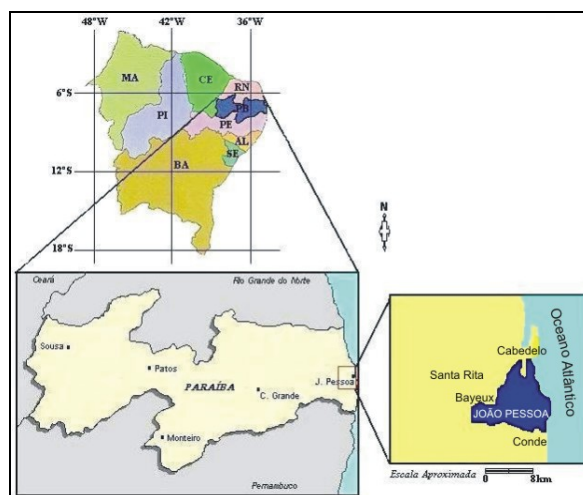 48°W 42°W 36°W
MA
CE
RN
6°S
PB
PI
PE
AL
SE
BA
12°S
18°S
N
Ceará
Rio Grande do Norte
Sousa
Patos
PARAÍBA
J. Pessoa
C. Grande
Monteiro
Pernambuco
Cabedelo
Oceano Atlântico
Santa Rita
Bayeux
JOÃO PESSOA
Conde
Escala Aproximada 0 8km